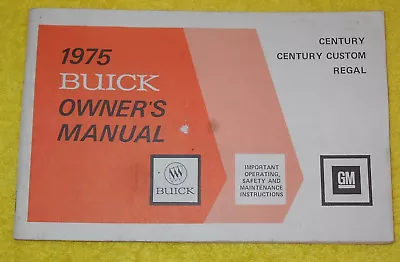 1975
BUICK
OWNER'S
MANUAL
CENTURY
CENTURY CUSTOM
REGAL
BUICK
IMPORTANT
OPERATING,
SAFETY AND
MAINTENANCE
INSTRUCTIONS
GM